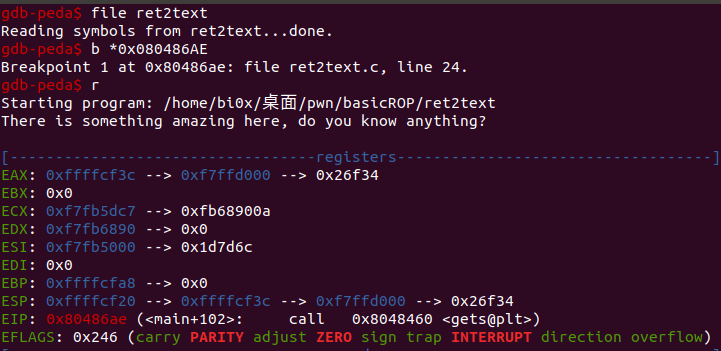 gdb-peda$ file ret2text
Reading symbols from ret2text...done.
gdb-peda$ b *0x080486AE
Breakpoint 1 at 0x80486ae: file ret2text.c, line 24.
gdb-peda$ r
Starting program: /home/bi0x/桌面/pwn/basicROP/ret2text
There is something amazing here, do you know anything?
[----------------------------------registers-----------------------------------]
EAX: 0xffffcf3c --> 0xf7ffd000 --> 0x26f34
EBX: 0x0
ECX: 0xf7fb5dc7 --> 0xfb68900a
EDX: 0xf7fb6890 --> 0x0
ESI: 0xf7fb5000 --> 0x1d7d6c
EDI: 0x0
EBP: 0xffffcfa8 --> 0x0
ESP: 0xffffcf20 --> 0xffffcf3c --> 0xf7ffd000 --> 0x26f34
EIP: 0x80486ae (<main+102>: call 0x8048460 <gets@plt>)
EFLAGS: 0x246 (carry PARITY adjust ZERO sign trap INTERRUPT direction overflow)